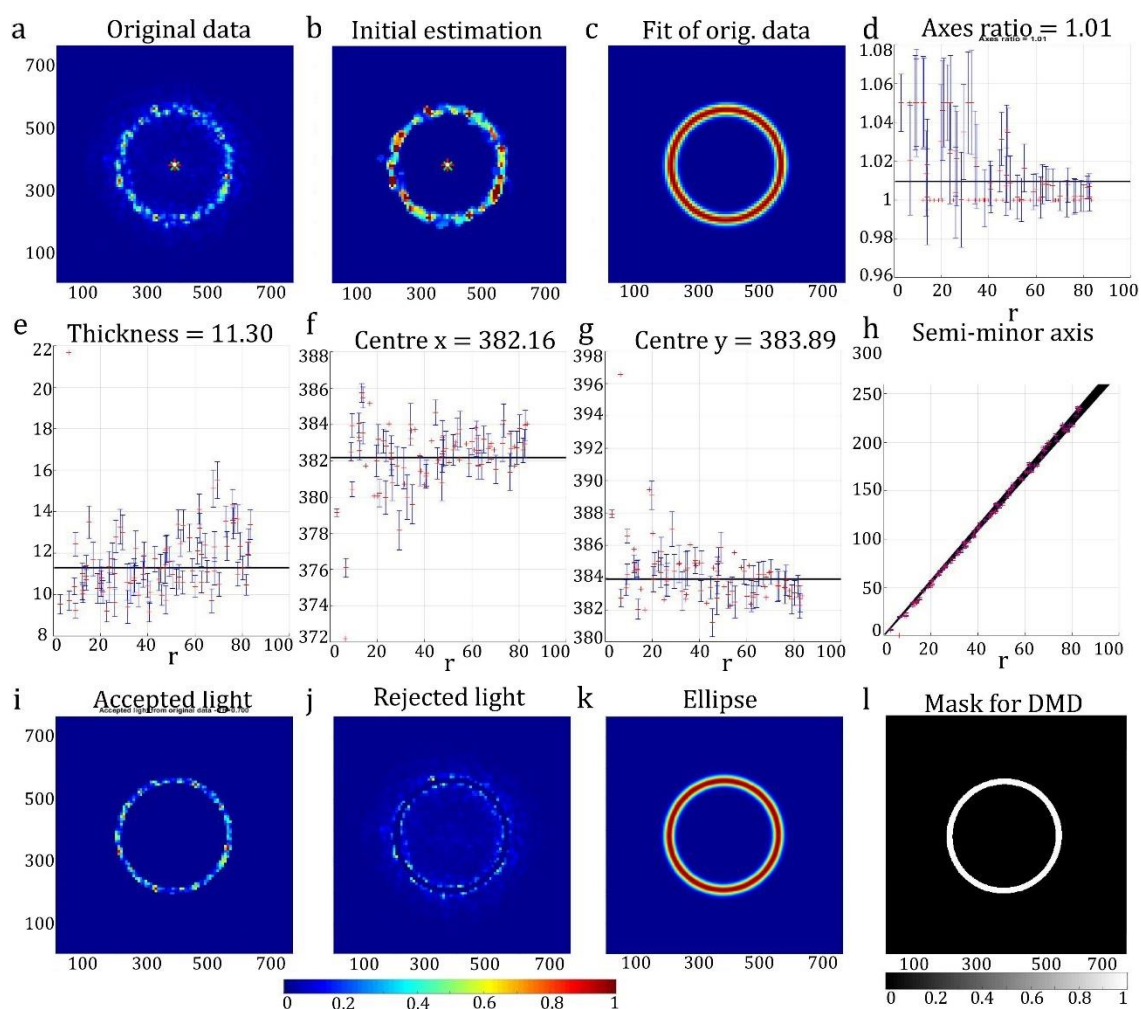 a Original data
b Initial estimation
c Fit of orig. data
d Axes ratio = 1.01
Axes ratio = 1.01
700
500
300
100
100 300 500 700
100 300 500 700
100 300 500 700
1.08
1.06
1.04
1.02
1
0.98
0.96
0 20 40 60 80 100
r
e Thickness = 11.30
f Centre x = 382.16
g Centre y = 383.89
h Semi-minor axis
22
20
18
16
14
12
10
8
0 20 40 60 80 100
r
388
386
384
382
380
378
376
374
372
0 20 40 60 80 100
r
398
396
394
392
390
388
386
384
382
380
0 20 40 60 80 100
r
300
250
200
150
100
50
0
0 20 40 60 80 100
r
i Accepted light
j Rejected light
k Ellipse
l Mask for DMD
700
500
300
100
100 300 500 700
100 300 500 700
100 300 500 700
100 300 500 700
0 0.2 0.4 0.6 0.8 1
0 0.2 0.4 0.6 0.8 1